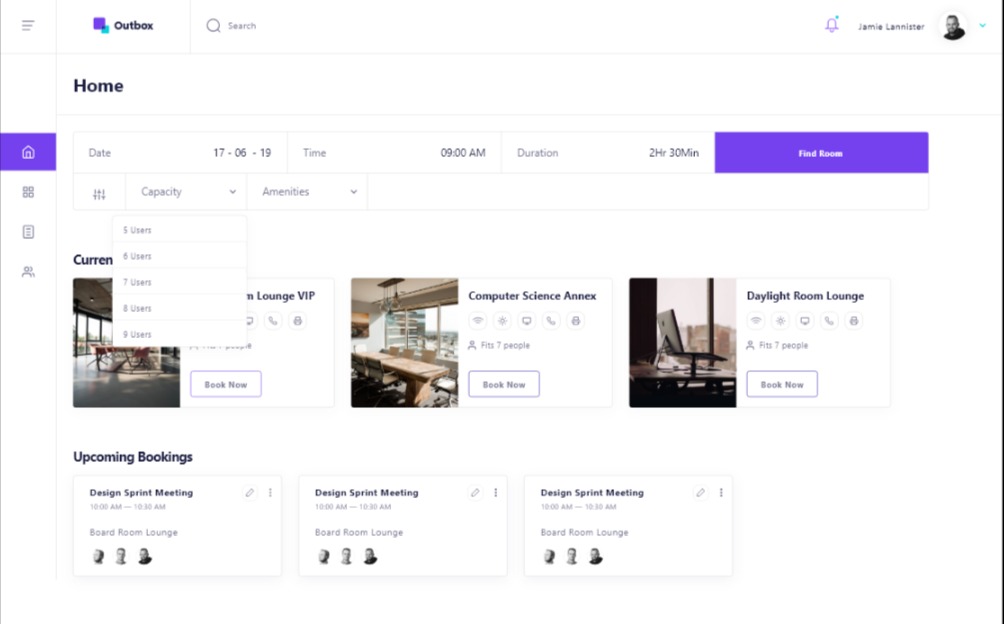 Outbox
Search
Jamie Lannister
Home
Date 17 - 06 - 19 Time 09:00 AM Duration 2Hr 30Min Find Room
Capacity Amenities
5 Users
6 Users
7 Users
8 Users
9 Users
Curren
m Lounge VIP
people
Book Now
Computer Science Annex
Fits 7 people
Book Now
Daylight Room Lounge
Fits 7 people
Book Now
Upcoming Bookings
Design Sprint Meeting
10:00 AM — 10:30 AM
Board Room Lounge
Design Sprint Meeting
10:00 AM — 10:30 AM
Board Room Lounge
Design Sprint Meeting
10:00 AM — 10:30 AM
Board Room Lounge